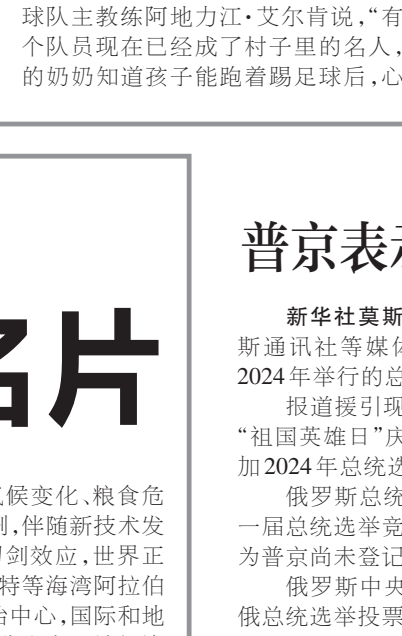 球队主教练阿地力江·艾尔肯说，“有
个队员现在已经成了村子里的名人，
的奶奶知道孩子能跑着踢足球后，心
名片
候变化、粮食危
，伴随新技术发
剑效应，世界正
特等海湾阿拉伯
治中心，国际和地
普京表示
新华社莫斯
斯通讯社等媒体
2024年举行的总
报道援引现
“祖国英雄日”庆
加2024年总统选
俄罗斯总统
一届总统选举竞
为普京尚未登记
俄罗斯中央
俄总统选举投票